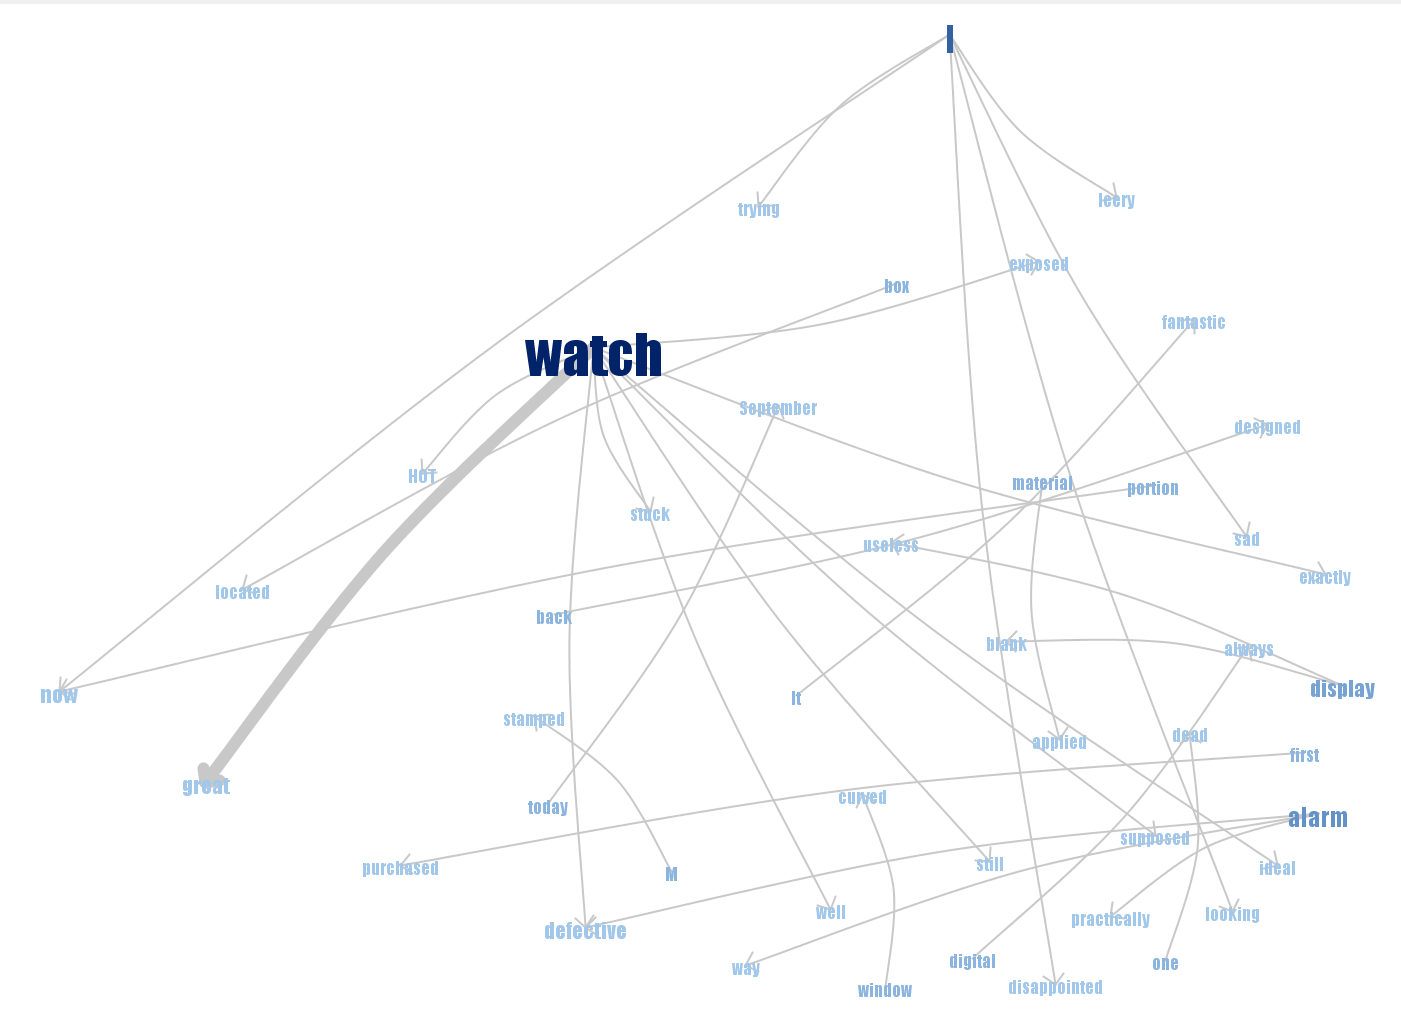 I
trying
leery
exposed
box
fantastic
watch
September
designed
HOT
material
portion
stuck
sad
useless
exactly
located
back
blank
always
now
display
It
stamped
dead
applied
first
great
curved
today
alarm
supposed
purchased
still
ideal
M
well
looking
practically
defective
digital
one
way
disappointed
window